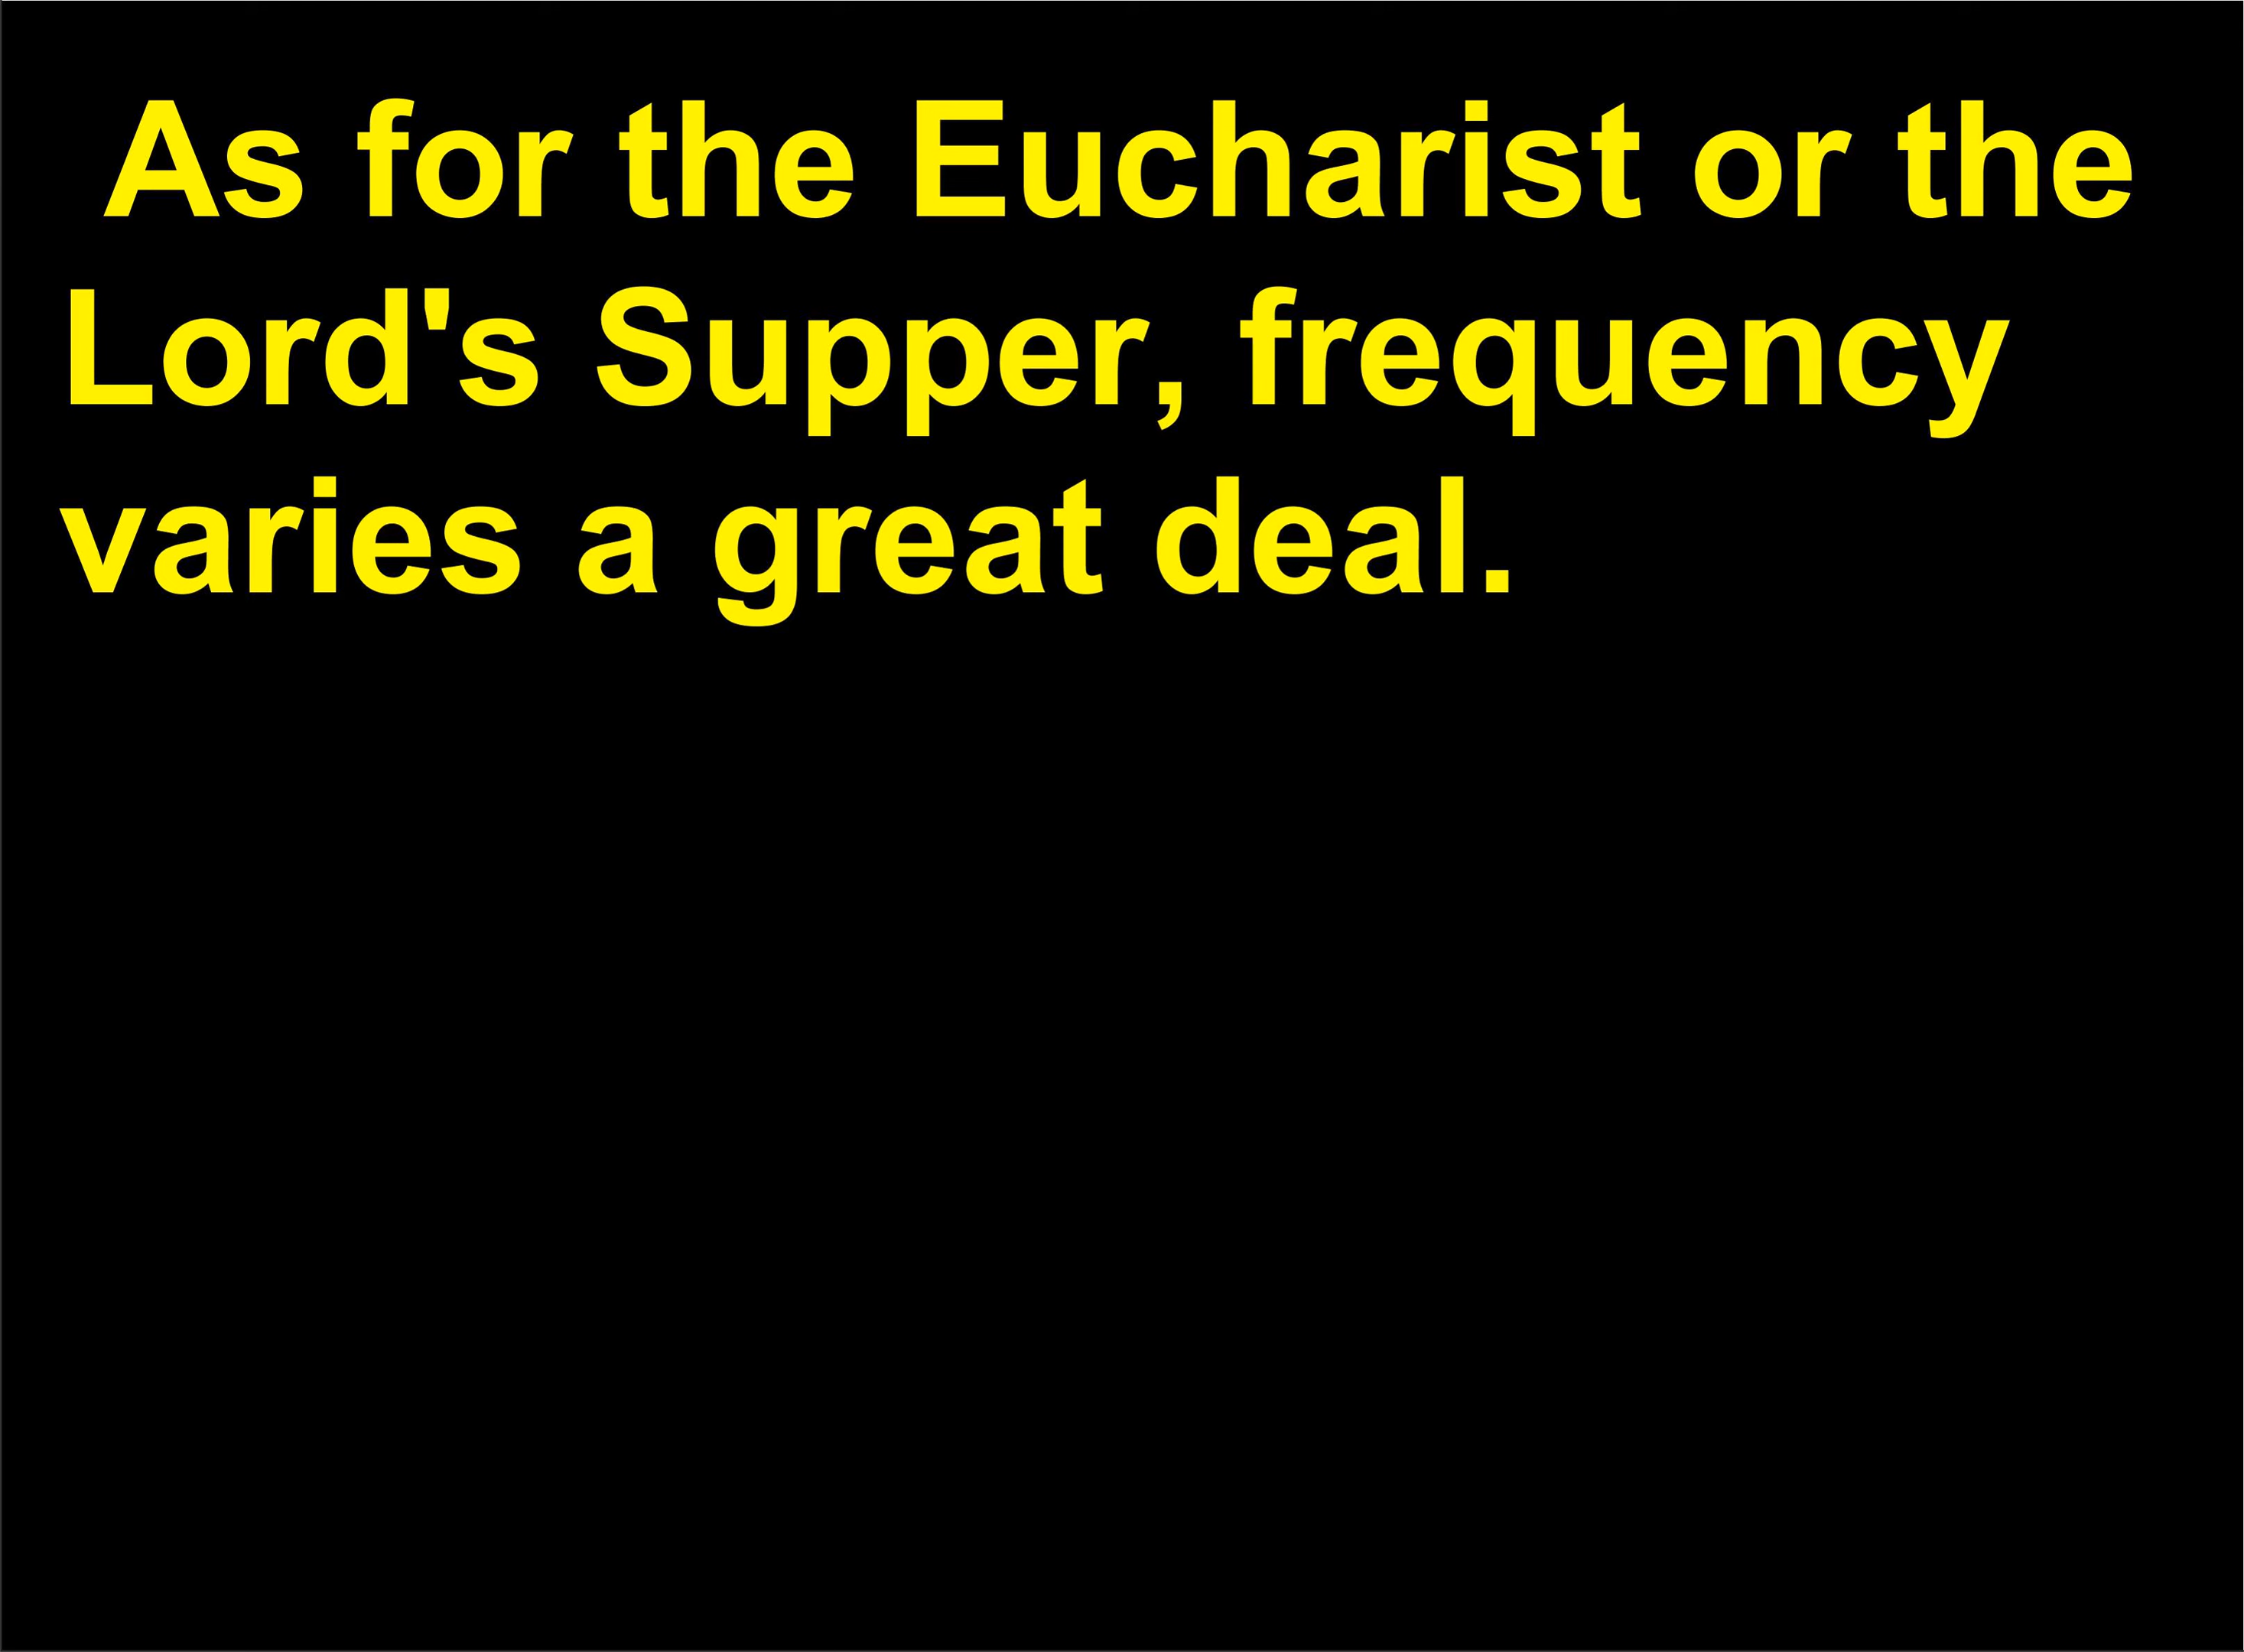 As for the Eucharist or the
Lord's Supper, frequency
varies a great deal.